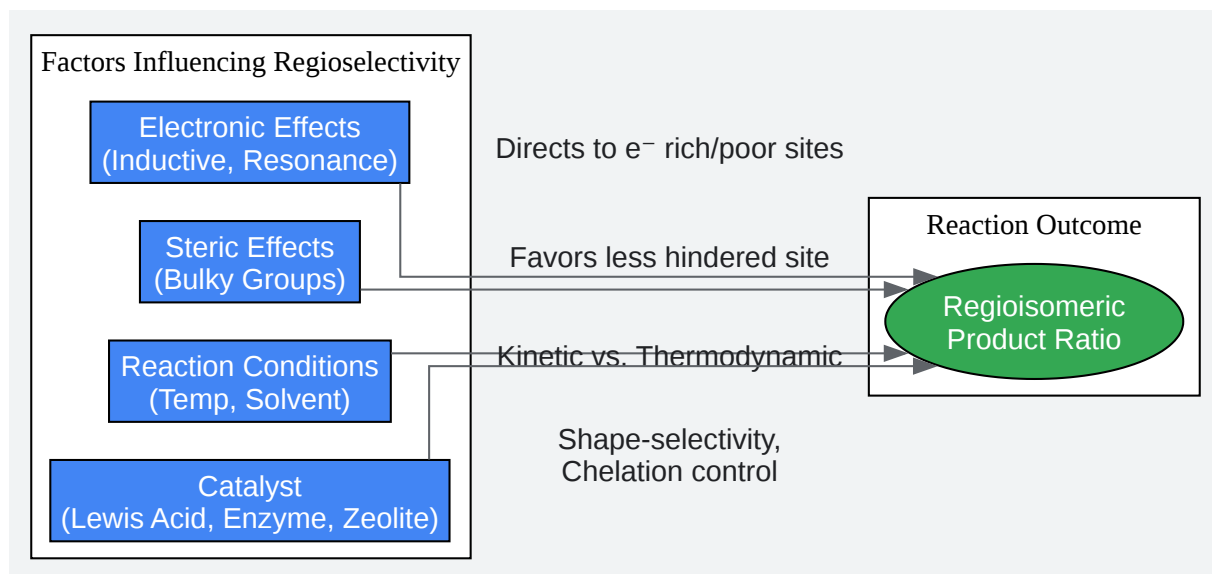 Factors Influencing Regioselectivity
Electronic Effects
(Inductive, Resonance)
Directs to e⁻ rich/poor sites
Steric Effects
(Bulky Groups)
Favors less hindered site
Reaction Conditions
(Temp, Solvent)
Kinetic vs. Thermodynamic
Catalyst
(Lewis Acid, Enzyme, Zeolite)
Shape-selectivity,
Chelation control
Reaction Outcome
Regioisomeric
Product Ratio